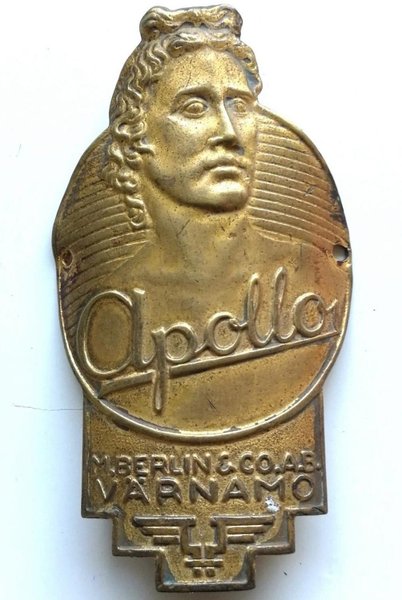 apollo
M. BERLIN & CO. A.B.
VÄRNAMO